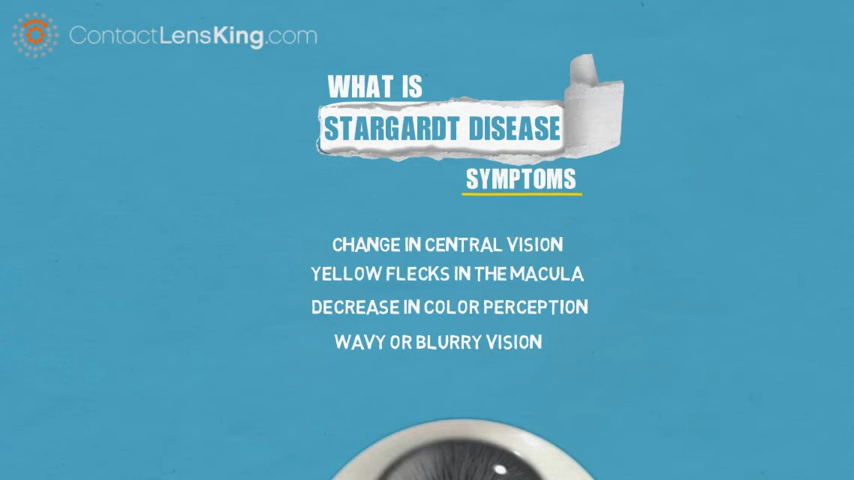 ContactLensKing.com
WHAT IS
STARGARDT DISEASE
SYMPTOMS
CHANGE IN CENTRAL VISION
YELLOW FLECKS IN THE MACULA
DECREASE IN COLOR PERCEPTION
WAVY OR BLURRY VISION